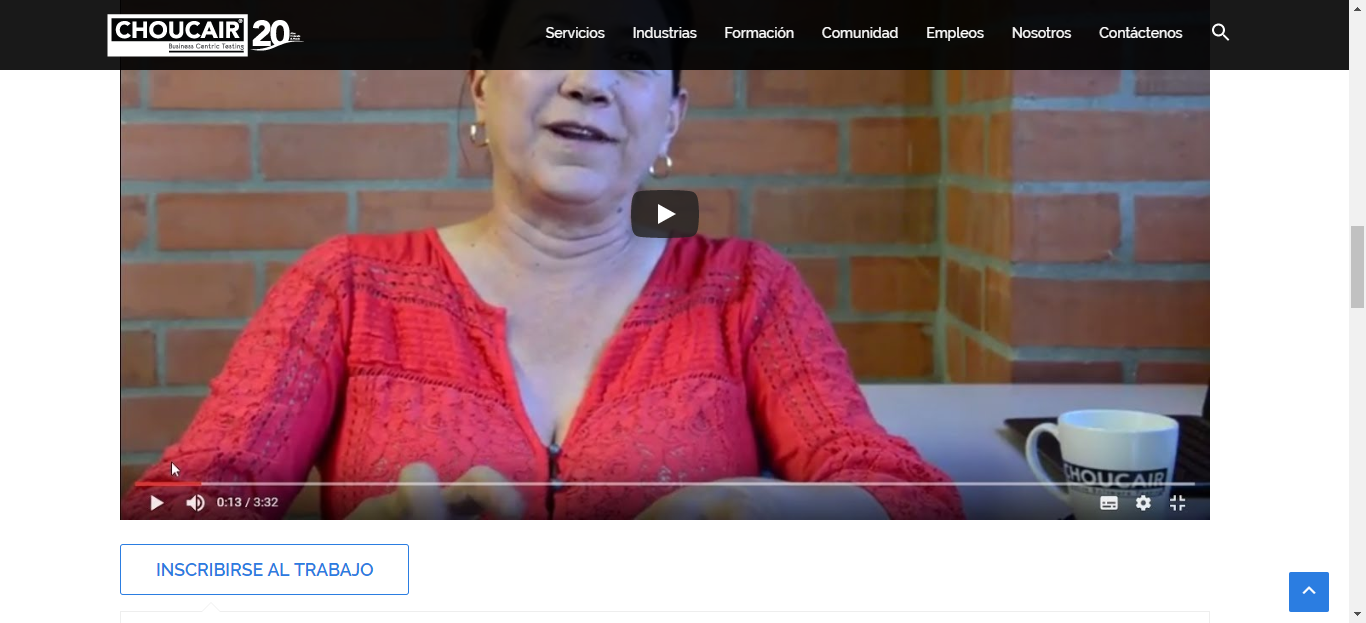 CHOUCAIR®
Business Centric Testing
20
Servicios Industrias Formación Comunidad Empleos Nosotros Contáctenos
CHOUCAIR
0:13 / 3:32
INSCRIBIRSE AL TRABAJO